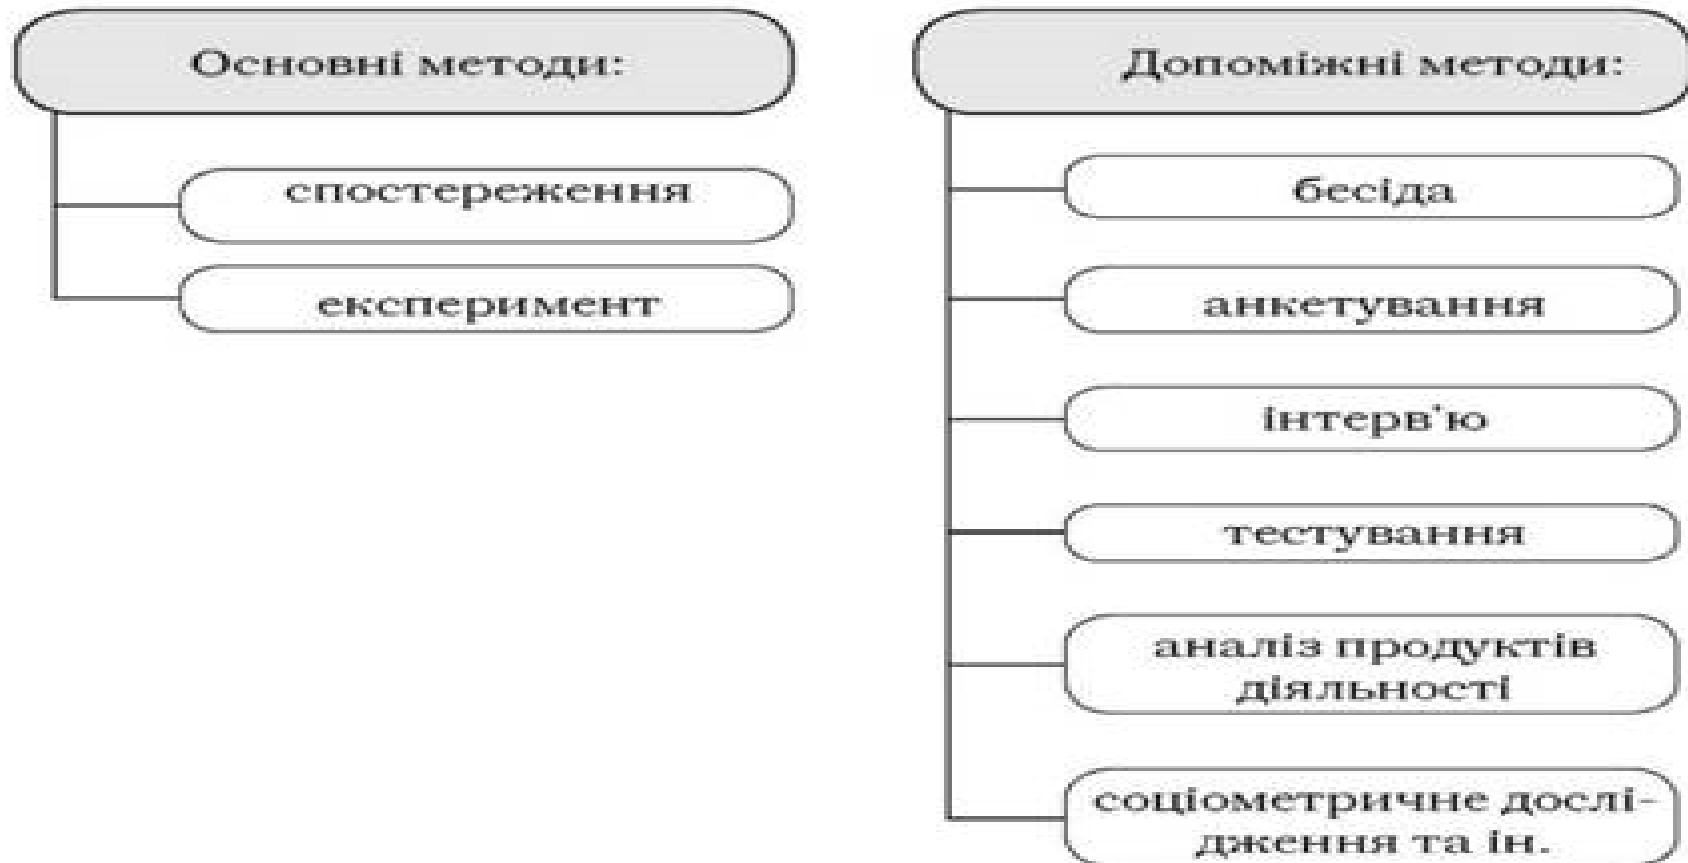 Основні методи:
спостереження
експеримент
Допоміжні методи:
бесіда
анкетування
інтерв'ю
тестування
аналіз продуктів
діяльності
соціометричне дослі-
дження та ін.